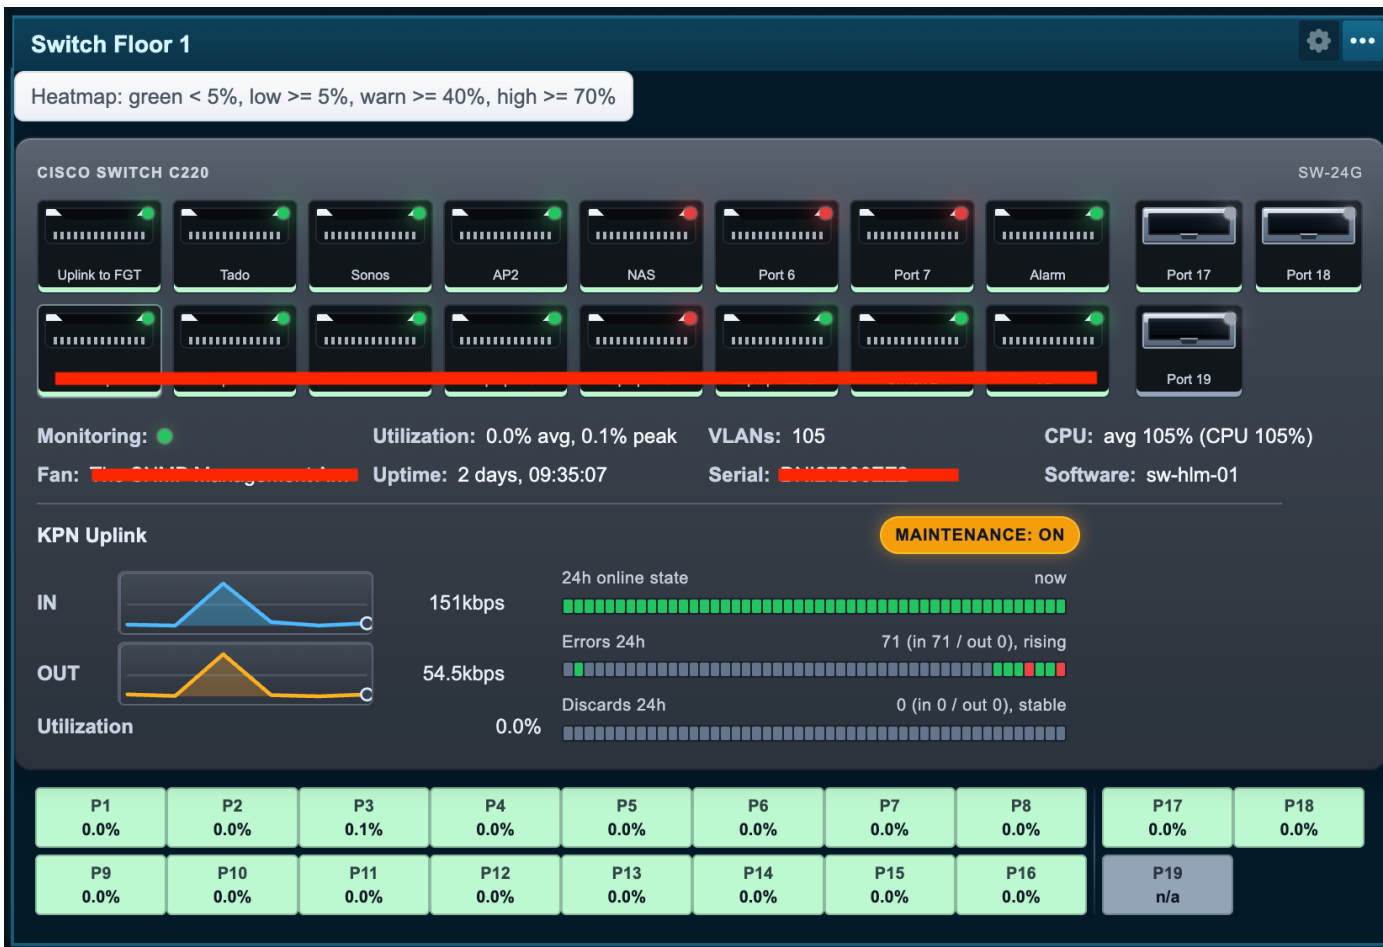 Switch Floor 1
Heatmap: green < 5%, low >= 5%, warn >= 40%, high >= 70%
CISCO SWITCH C220
SW-24G
Uplink to FGT
Tado
Sonos
AP2
NAS
Port 6
Port 7
Alarm
Port 17
Port 18
Port 19
Monitoring:
Utilization: 0.0% avg, 0.1% peak
VLANs: 105
CPU: avg 105% (CPU 105%)
Fan:
Uptime: 2 days, 09:35:07
Serial:
Software: sw-hlm-01
KPN Uplink
MAINTENANCE: ON
24h online state
now
IN
151kbps
Errors 24h
71 (in 71 / out 0), rising
OUT
54.5kbps
Discards 24h
0 (in 0 / out 0), stable
Utilization
0.0%
P1
0.0%
P2
0.0%
P3
0.1%
P4
0.0%
P5
0.0%
P6
0.0%
P7
0.0%
P8
0.0%
P17
0.0%
P18
0.0%
P9
0.0%
P10
0.0%
P11
0.0%
P12
0.0%
P13
0.0%
P14
0.0%
P15
0.0%
P16
0.0%
P19
n/a